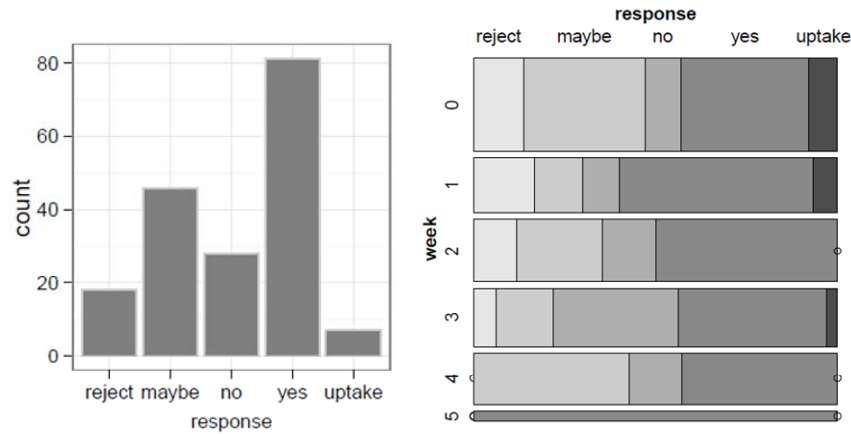 count
80
60
40
20
0
reject maybe no yes uptake
response
response
reject maybe no yes uptake
week
0
1
2
3
4
5